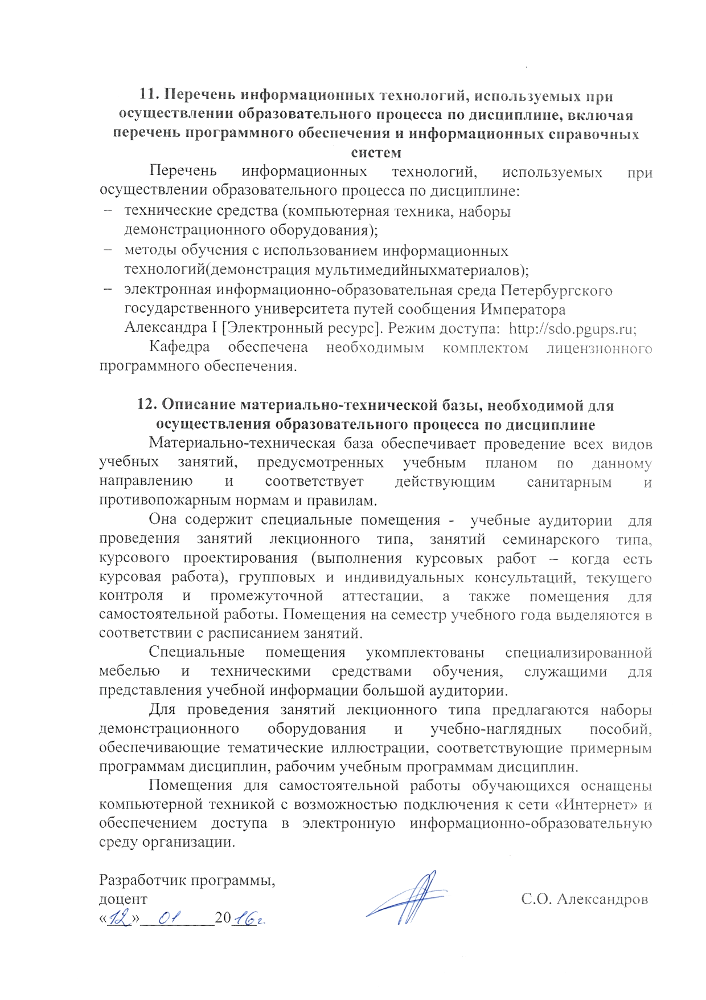 11. Перечень информационных технологий, используемых при
осуществлении образовательного процесса по дисциплине, включая
перечень программного обеспечения и информационных справочных
систем
Перечень информационных технологий, используемых при
осуществлении образовательного процесса по дисциплине:
– технические средства (компьютерная техника, наборы
демонстрационного оборудования);
– методы обучения с использованием информационных
технологий(демонстрация мультимедийныхматериалов);
– электронная информационно-образовательная среда Петербургского
государственного университета путей сообщения Императора
Александра I [Электронный ресурс]. Режим доступа: http://sdo.pgups.ru;
Кафедра обеспечена необходимым комплектом лицензионного
программного обеспечения.
12. Описание материально-технической базы, необходимой для
осуществления образовательного процесса по дисциплине
Материально-техническая база обеспечивает проведение всех видов
учебных занятий, предусмотренных учебным планом по данному
направлению и соответствует действующим санитарным и
противопожарным нормам и правилам.
Она содержит специальные помещения - учебные аудитории для
проведения занятий лекционного типа, занятий семинарского типа,
курсового проектирования (выполнения курсовых работ – когда есть
курсовая работа), групповых и индивидуальных консультаций, текущего
контроля и промежуточной аттестации, а также помещения для
самостоятельной работы. Помещения на семестр учебного года выделяются в
соответствии с расписанием занятий.
Специальные помещения укомплектованы специализированной
мебелью и техническими средствами обучения, служащими для
представления учебной информации большой аудитории.
Для проведения занятий лекционного типа предлагаются наборы
демонстрационного оборудования и учебно-наглядных пособий,
обеспечивающие тематические иллюстрации, соответствующие примерным
программам дисциплин, рабочим учебным программам дисциплин.
Помещения для самостоятельной работы обучающихся оснащены
компьютерной техникой с возможностью подключения к сети «Интернет» и
обеспечением доступа в электронную информационно-образовательную
среду организации.
Разработчик программы,
доцент С.О. Александров
«12» 01 2016г.